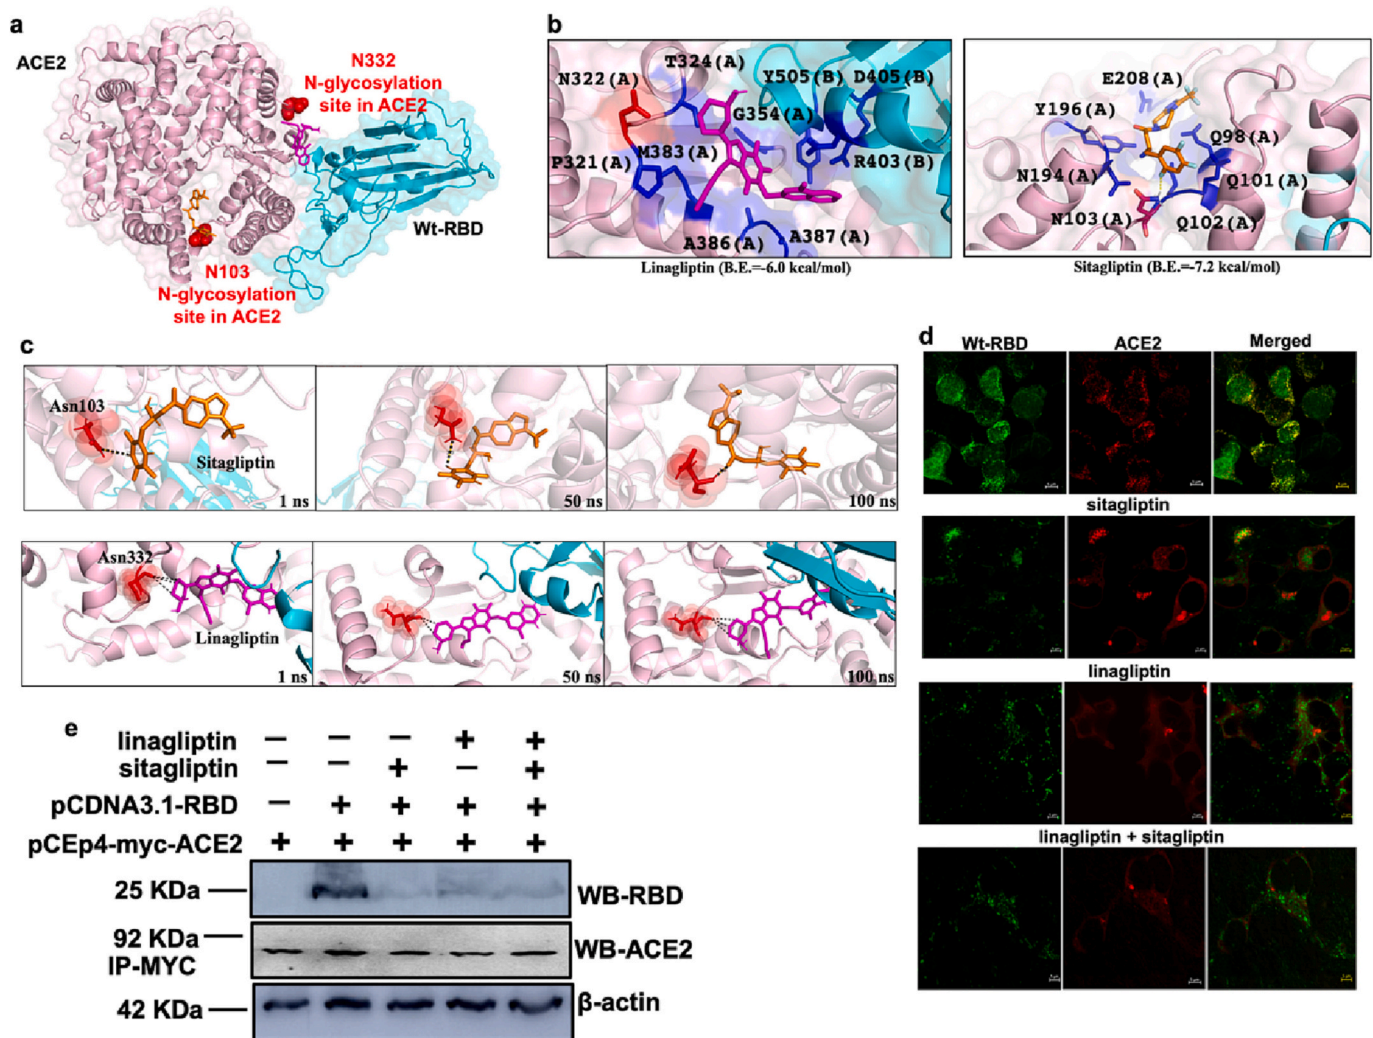 a
ACE2
N332
N-glycosylation
site in ACE2
Wt-RBD
N103
N-glycosylation
site in ACE2
b
T324(A)
N322(A)
Y505(B)
D405(B)
G354(A)
M383(A)
P321(A)
R403(B)
A386(A)
A387(A)
Linagliptin (B.E.=-6.0 kcal/mol)
E208(A)
Y196(A)
Q98(A)
N194(A)
Q101(A)
N103(A)
Q102(A)
Sitagliptin (B.E.=-7.2 kcal/mol)
c
Asn103
Sitagliptin
1 ns
50 ns
100 ns
Asn332
Linagliptin
1 ns
50 ns
100 ns
d
Wt-RBD
ACE2
Merged
sitagliptin
linagliptin
linagliptin + sitagliptin
e
linagliptin — — — + +
sitagliptin — — + — +
pCDNA3.1-RBD — + + + +
pCEp4-myc-ACE2 + + + + +
25 KDa
WB-RBD
92 KDa
IP-MYC
WB-ACE2
42 KDa
β-actin